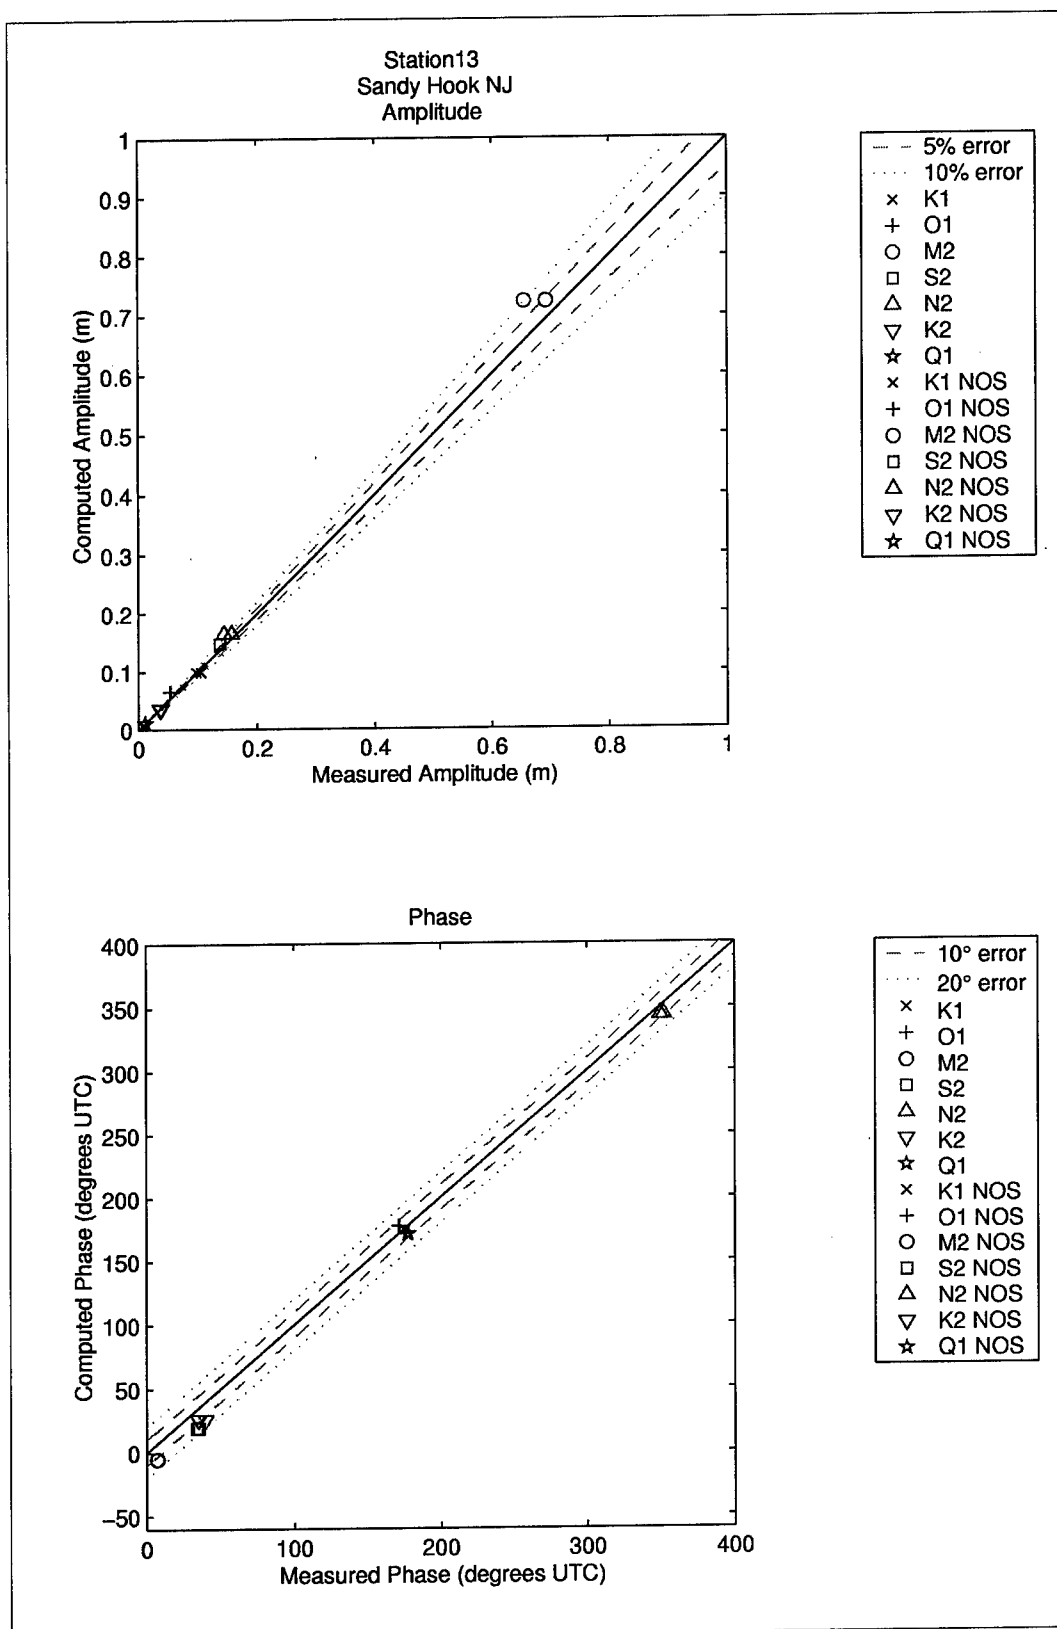 Station13
Sandy Hook NJ
Amplitude
1
0.9
0.8
0.7
0.6
0.5
0.4
0.3
0.2
0.1
0
Computed Amplitude (m)
0 0.2 0.4 0.6 0.8 1
Measured Amplitude (m)
5% error
10% error
K1
O1
M2
S2
N2
K2
Q1
K1 NOS
O1 NOS
M2 NOS
S2 NOS
N2 NOS
K2 NOS
Q1 NOS
Phase
400
350
300
250
200
150
100
50
0
−50
Computed Phase (degrees UTC)
0 100 200 300 400
Measured Phase (degrees UTC)
10° error
20° error
K1
O1
M2
S2
N2
K2
Q1
K1 NOS
O1 NOS
M2 NOS
S2 NOS
N2 NOS
K2 NOS
Q1 NOS